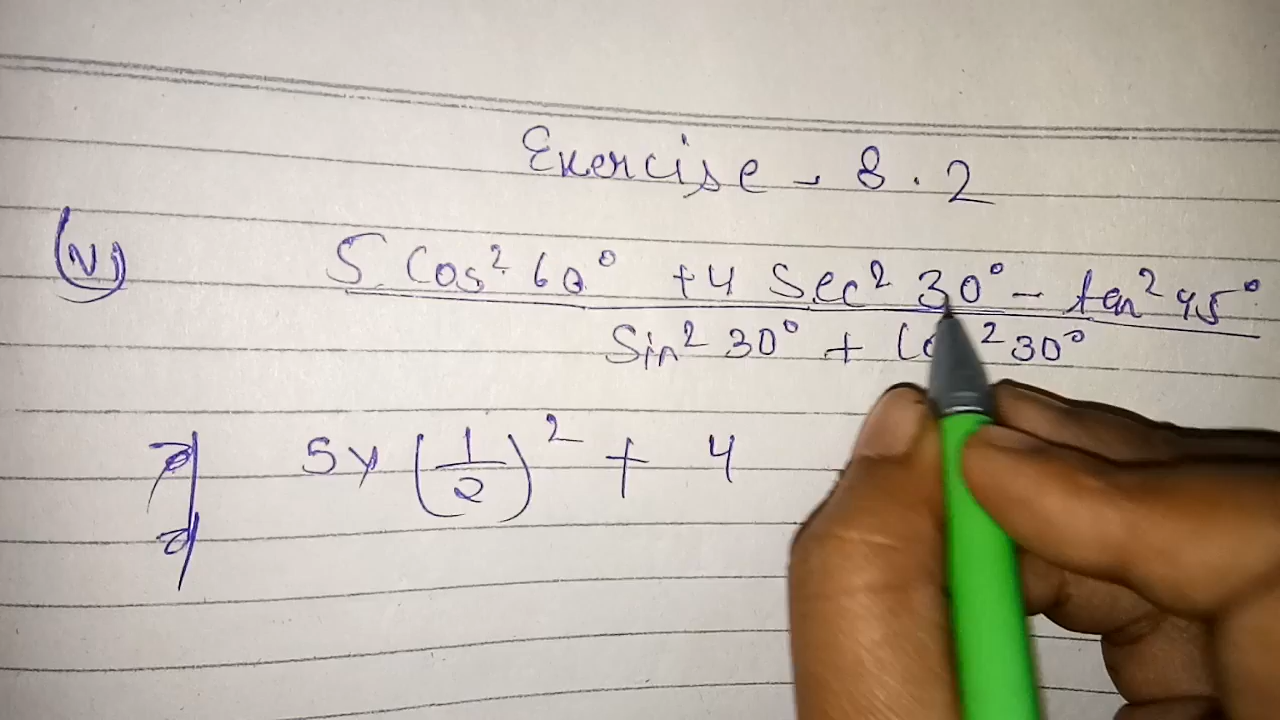 Exercise - 8.2
(v) 5 Cos² 60° + 4 Sec² 30° - tan² 45°
Sin² 30° + Co ² 30°
5 × (1/2)² + 4